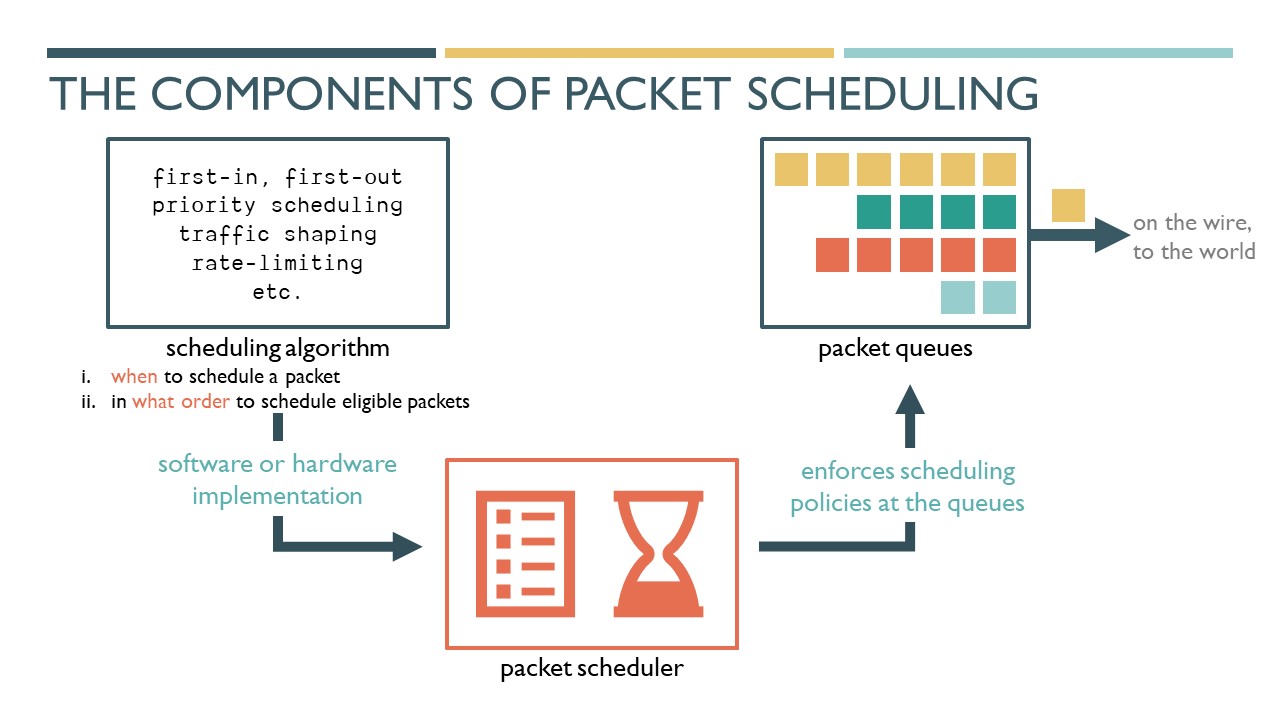 THE COMPONENTS OF PACKET SCHEDULING
first-in, first-out
priority scheduling
traffic shaping
rate-limiting
etc.
scheduling algorithm
i. when to schedule a packet
ii. in what order to schedule eligible packets
software or hardware
implementation
packet scheduler
enforces scheduling
policies at the queues
packet queues
on the wire,
to the world